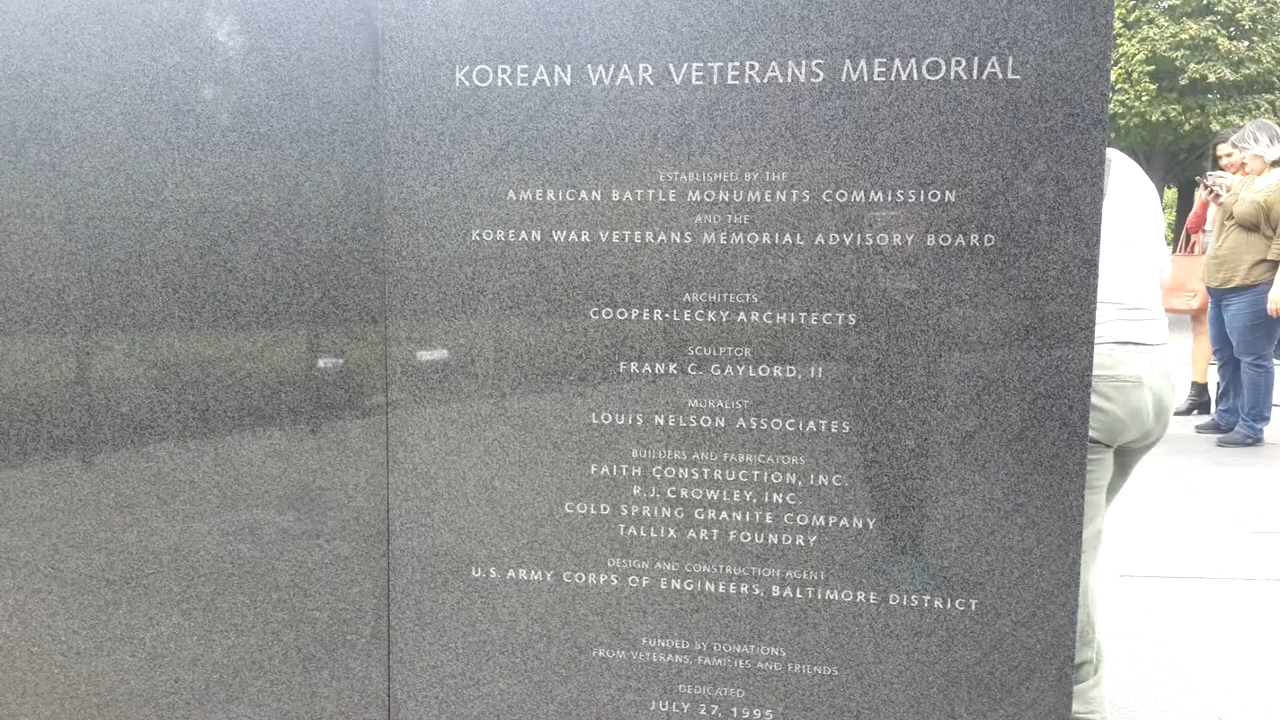 KOREAN WAR VETERANS MEMORIAL
ESTABLISHED BY THE
AMERICAN BATTLE MONUMENTS COMMISSION
AND THE
KOREAN WAR VETERANS MEMORIAL ADVISORY BOARD
ARCHITECTS
COOPER-LECKY ARCHITECTS
SCULPTOR
FRANK C. GAYLORD, II
MURALIST
LOUIS NELSON ASSOCIATES
BUILDERS AND FABRICATORS
FAITH CONSTRUCTION, INC.
R.J. CROWLEY, INC.
COLD SPRING GRANITE COMPANY
TALLIX ART FOUNDRY
DESIGN AND CONSTRUCTION AGENT
U.S. ARMY CORPS OF ENGINEERS, BALTIMORE DISTRICT
FUNDED BY DONATIONS
FROM VETERANS, FAMILIES AND FRIENDS
DEDICATED
JULY 27, 1995